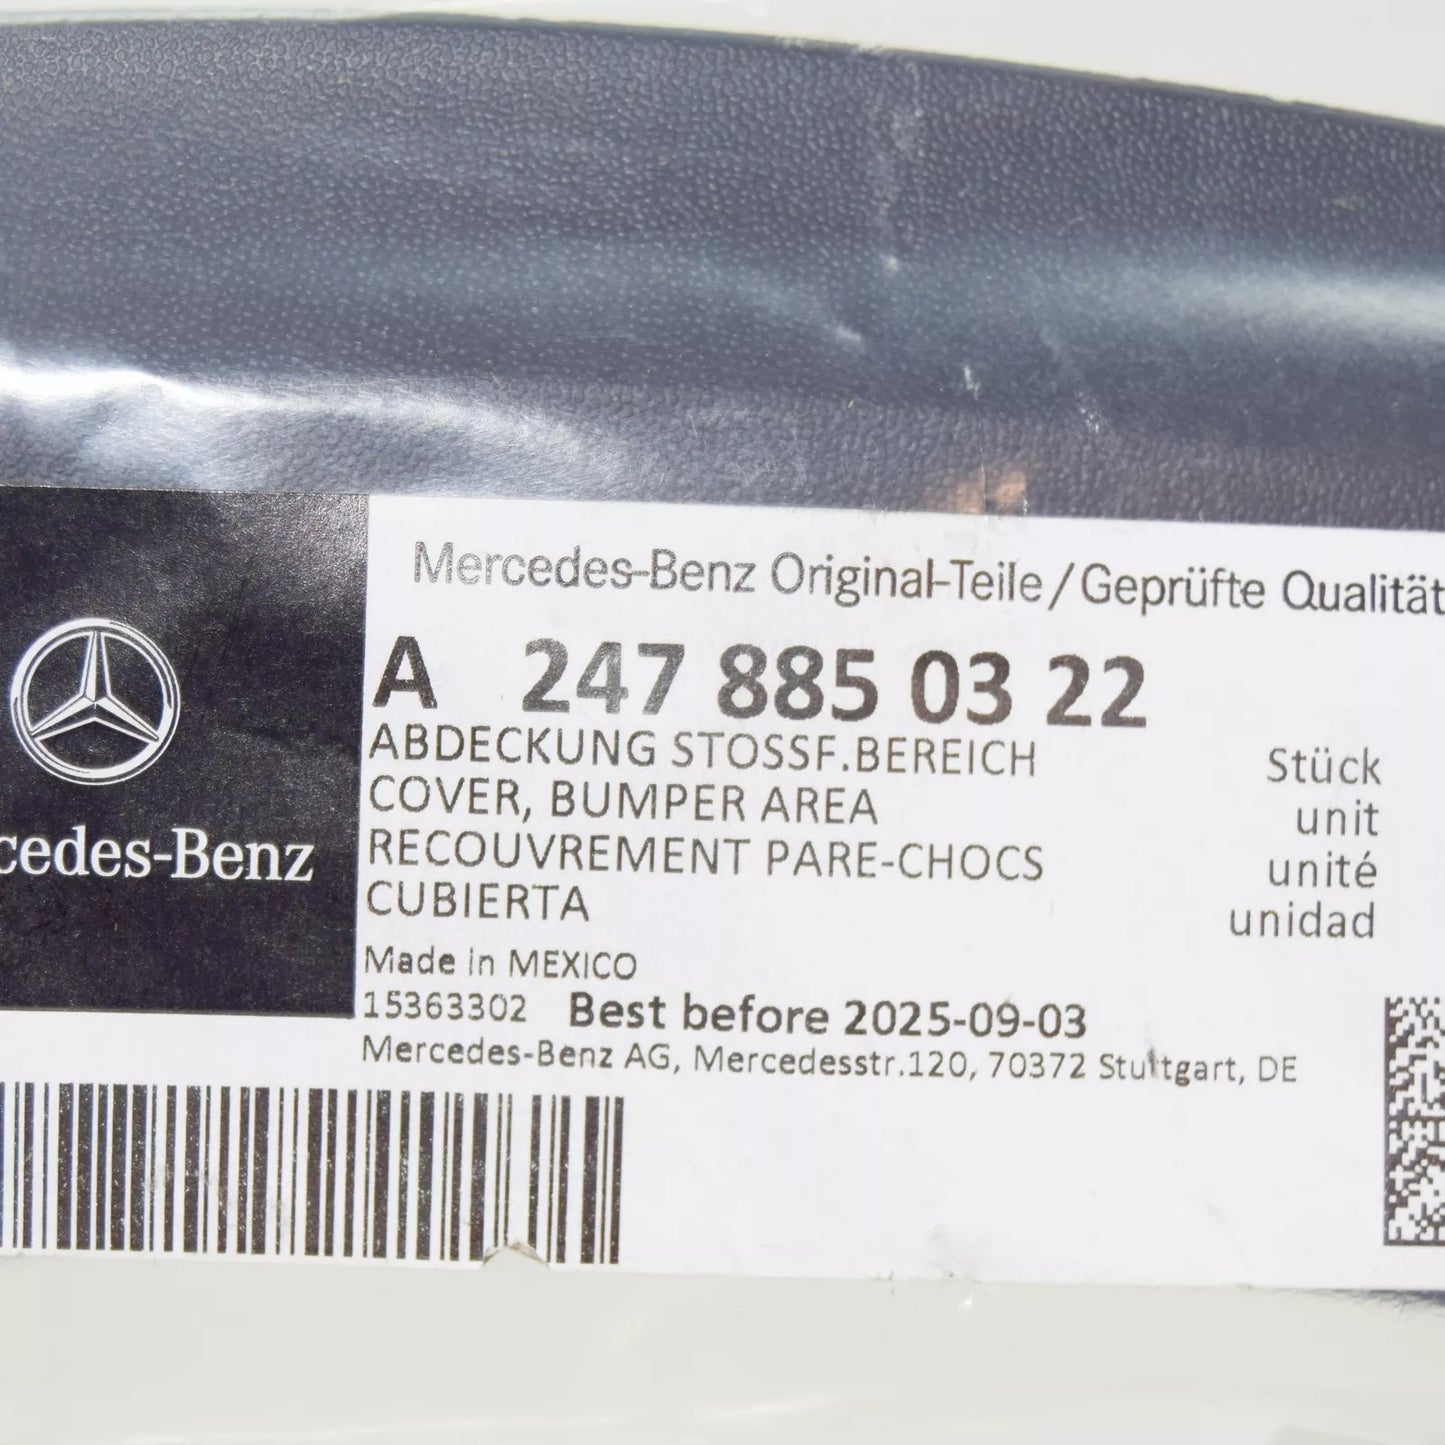 Mercedes-Benz Original-Teile/Geprüfte Qualität
A 247 885 03 22
ABDECKUNG STOSSF.BEREICH Stück
COVER, BUMPER AREA unit
RECOUVREMENT PARE-CHOCS unité
CUBIERTA unidad
cedes-Benz
Made in MEXICO
15363302 Best before 2025-09-03
Mercedes-Benz AG, Mercedesstr.120, 70372 Stuttgart, DE